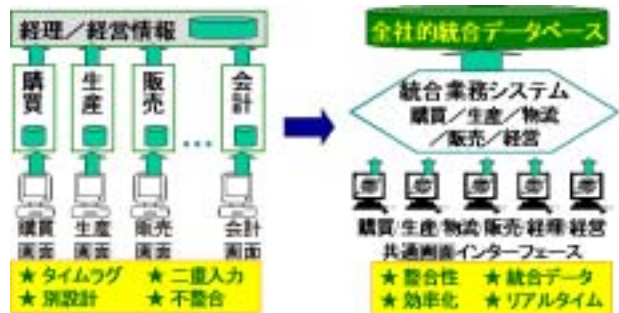 経理／経営情報
購買
生産
販売
…
会計
購買画面
生産画面
販売画面
会計画面
★ タイムラグ ★ 二重入力
★ 別設計 ★ 不整合
全社的統合データベース
統合業務システム
購買／生産／物流
／販売／経営
購買 生産 物流 販売 経理 経営
共通画面インターフェース
★ 整合性 ★ 統合データ
★ 効率化 ★ リアルタイム